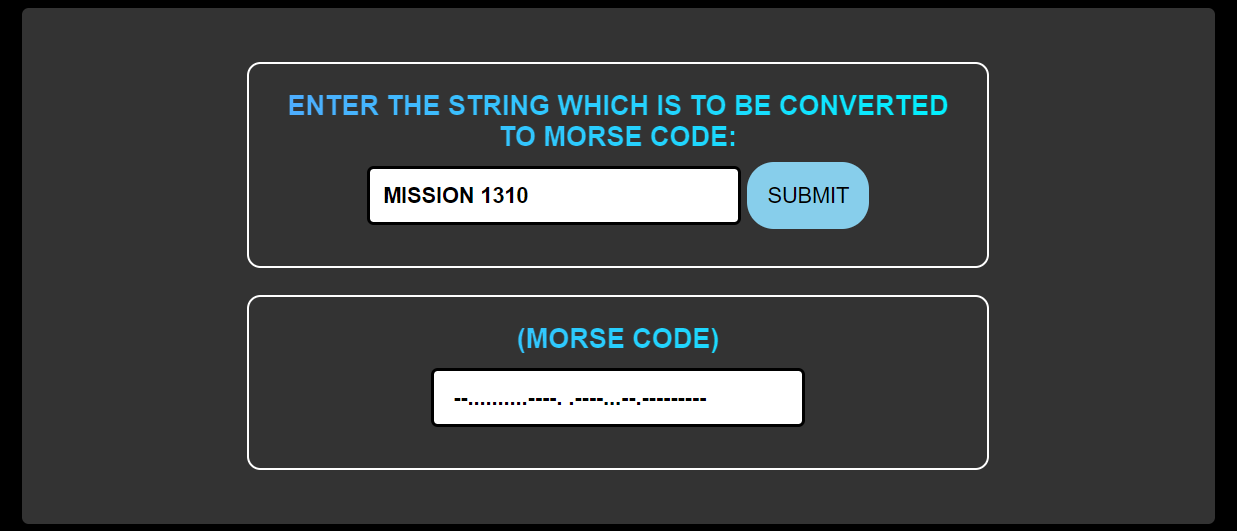 ENTER THE STRING WHICH IS TO BE CONVERTED
TO MORSE CODE:
MISSION 1310 SUBMIT
(MORSE CODE)
--..........----. .----...--.---------